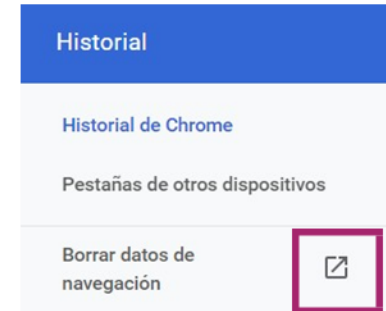 Historial
Historial de Chrome
Pestañas de otros dispositivos
Borrar datos de
navegación